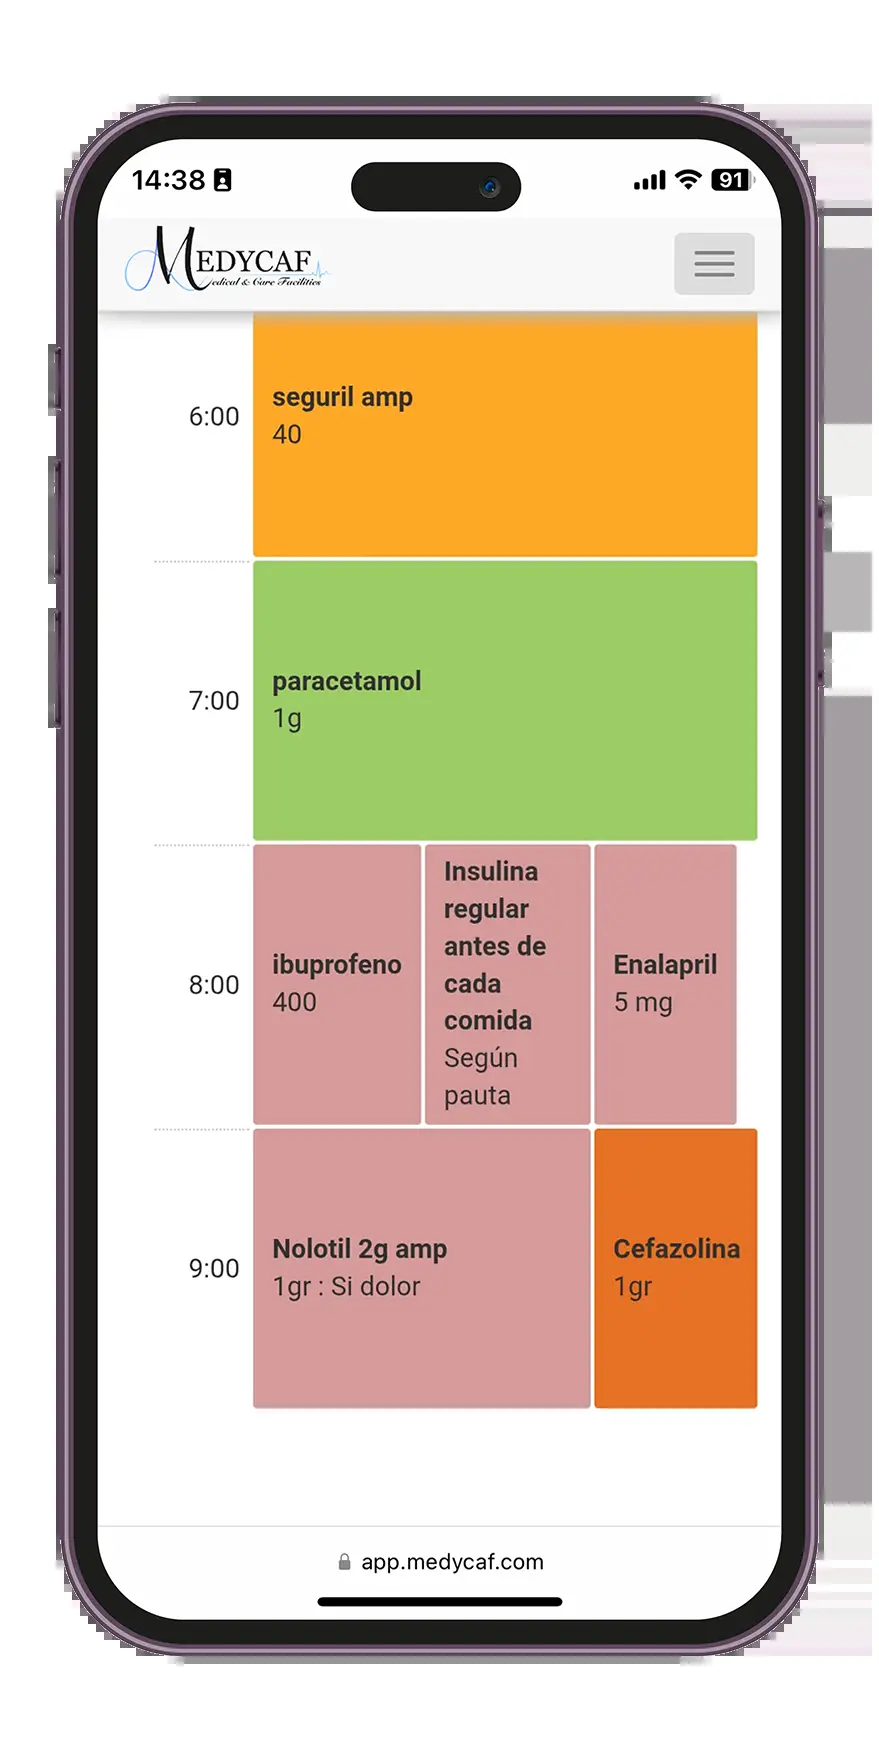 14:38
91
MEDYCAF
Medical & Care Facilities
6:00
seguril amp
40
7:00
paracetamol
1g
8:00
ibuprofeno
400
Insulina
regular
antes de
cada
comida
Según
pauta
Enalapril
5 mg
9:00
Nolotil 2g amp
1gr : Si dolor
Cefazolina
1gr
app.medycaf.com